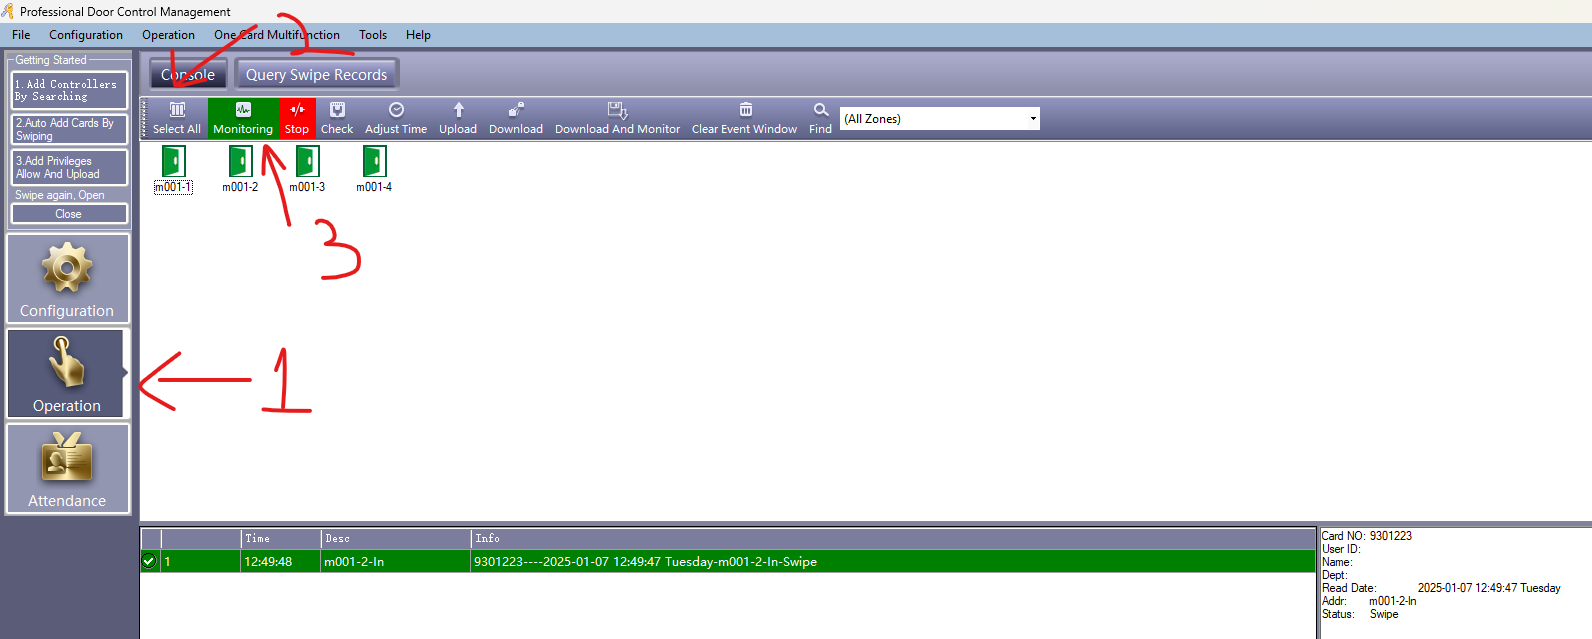 Professional Door Control Management
File Configuration Operation One Card Multifunction Tools Help
Getting Started
1.Add Controllers
By Searching
2.Auto Add Cards By
Swiping
3.Add Privileges
Allow And Upload
Swipe again, Open
Close
Configuration
Operation
Attendance
Console Query Swipe Records
Select All Monitoring Stop Check Adjust Time Upload Download Download And Monitor Clear Event Window Find (All Zones)
m001-1 m001-2 m001-3 m001-4
2
3
1
Time Desc Info
1 12:49:48 m001-2-In 9301223----2025-01-07 12:49:47 Tuesday-m001-2-In-Swipe
Card NO: 9301223
User ID:
Name:
Dept:
Read Date: 2025-01-07 12:49:47 Tuesday
Addr: m001-2-In
Status: Swipe